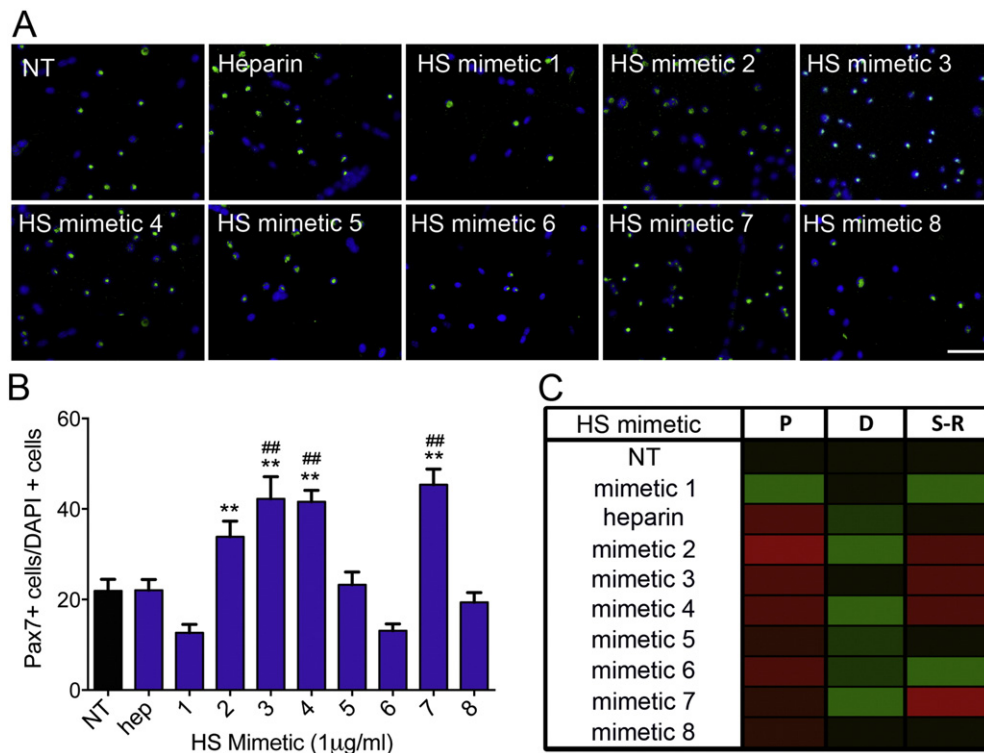 A
NT
Heparin
HS mimetic 1
HS mimetic 2
HS mimetic 3
HS mimetic 4
HS mimetic 5
HS mimetic 6
HS mimetic 7
HS mimetic 8
B
Pax7+ cells/DAPI + cells
60
40
20
0
**
##
**
##
**
##
**
NT hep 1 2 3 4 5 6 7 8
HS Mimetic (1µg/ml)
C
HS mimetic P D S-R
NT
mimetic 1
heparin
mimetic 2
mimetic 3
mimetic 4
mimetic 5
mimetic 6
mimetic 7
mimetic 8